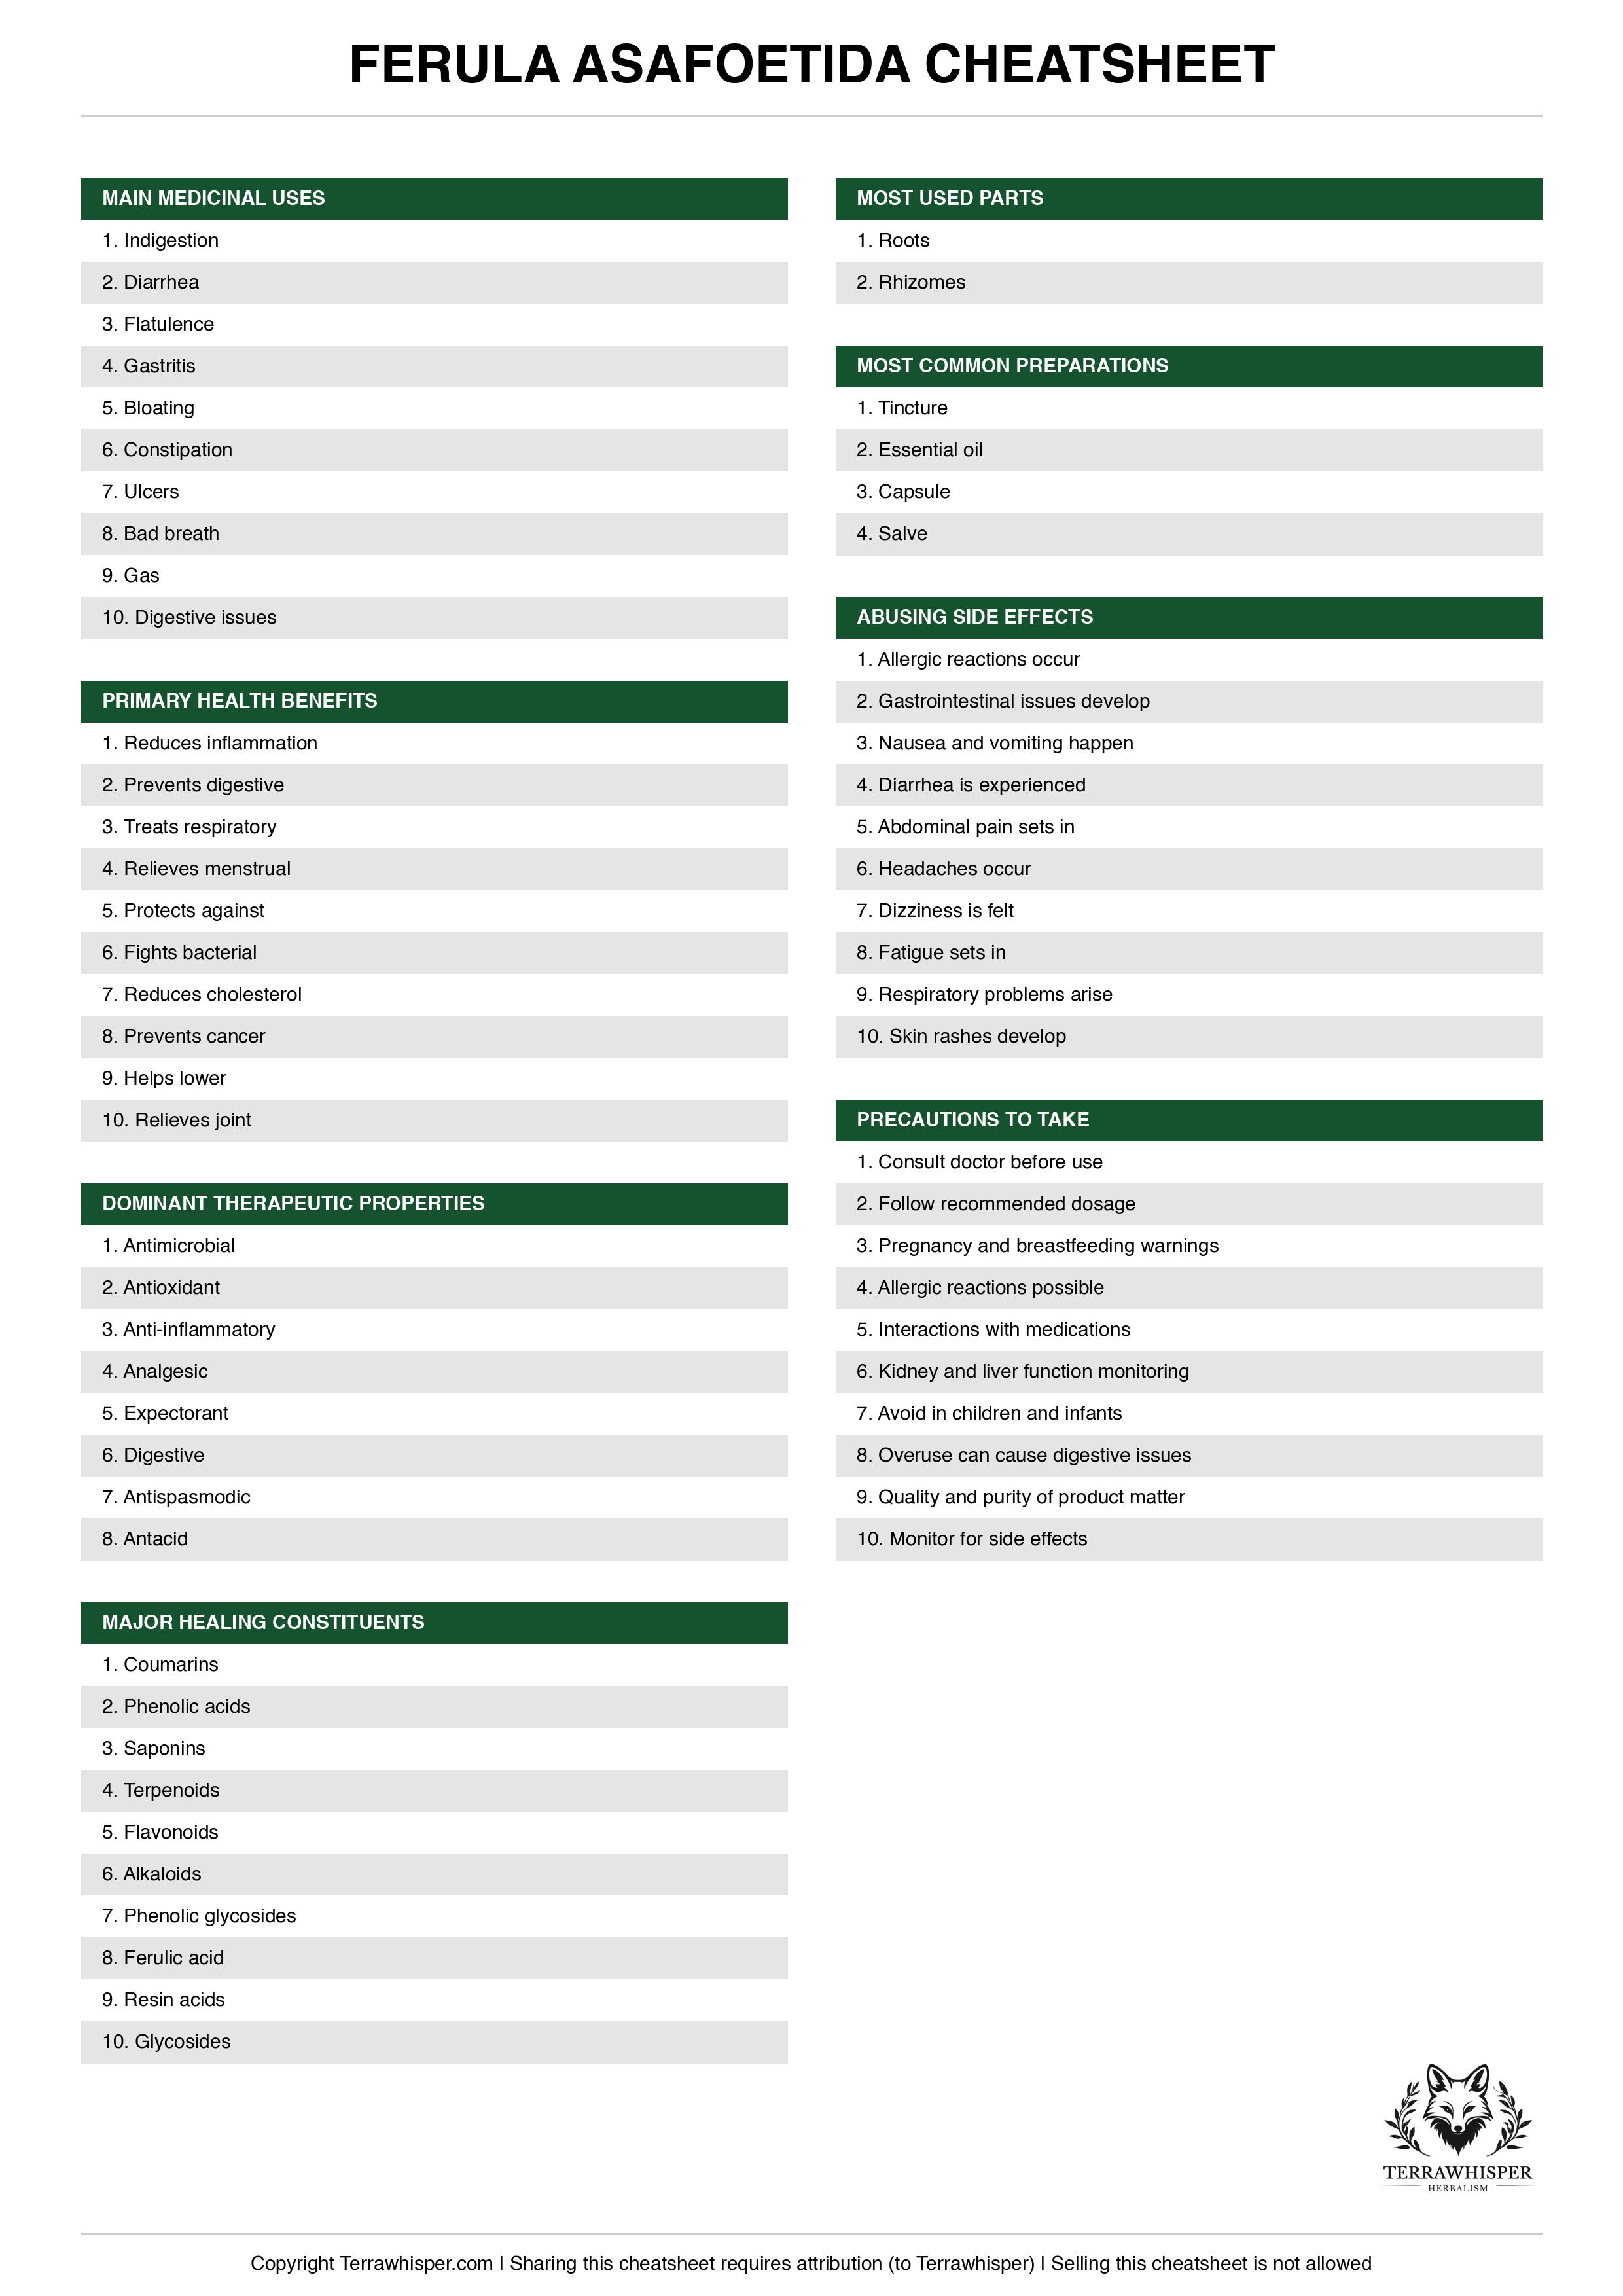 FERULA ASAFOETIDA CHEATSHEET
MAIN MEDICINAL USES
1. Indigestion
2. Diarrhea
3. Flatulence
4. Gastritis
5. Bloating
6. Constipation
7. Ulcers
8. Bad breath
9. Gas
10. Digestive issues
PRIMARY HEALTH BENEFITS
1. Reduces inflammation
2. Prevents digestive
3. Treats respiratory
4. Relieves menstrual
5. Protects against
6. Fights bacterial
7. Reduces cholesterol
8. Prevents cancer
9. Helps lower
10. Relieves joint
DOMINANT THERAPEUTIC PROPERTIES
1. Antimicrobial
2. Antioxidant
3. Anti-inflammatory
4. Analgesic
5. Expectorant
6. Digestive
7. Antispasmodic
8. Antacid
MAJOR HEALING CONSTITUENTS
1. Coumarins
2. Phenolic acids
3. Saponins
4. Terpenoids
5. Flavonoids
6. Alkaloids
7. Phenolic glycosides
8. Ferulic acid
9. Resin acids
10. Glycosides
MOST USED PARTS
1. Roots
2. Rhizomes
MOST COMMON PREPARATIONS
1. Tincture
2. Essential oil
3. Capsule
4. Salve
ABUSING SIDE EFFECTS
1. Allergic reactions occur
2. Gastrointestinal issues develop
3. Nausea and vomiting happen
4. Diarrhea is experienced
5. Abdominal pain sets in
6. Headaches occur
7. Dizziness is felt
8. Fatigue sets in
9. Respiratory problems arise
10. Skin rashes develop
PRECAUTIONS TO TAKE
1. Consult doctor before use
2. Follow recommended dosage
3. Pregnancy and breastfeeding warnings
4. Allergic reactions possible
5. Interactions with medications
6. Kidney and liver function monitoring
7. Avoid in children and infants
8. Overuse can cause digestive issues
9. Quality and purity of product matter
10. Monitor for side effects
TERRAWHISPER
HERBALISM
Copyright Terrawhisper.com | Sharing this cheatsheet requires attribution (to Terrawhisper) | Selling this cheatsheet is not allowed